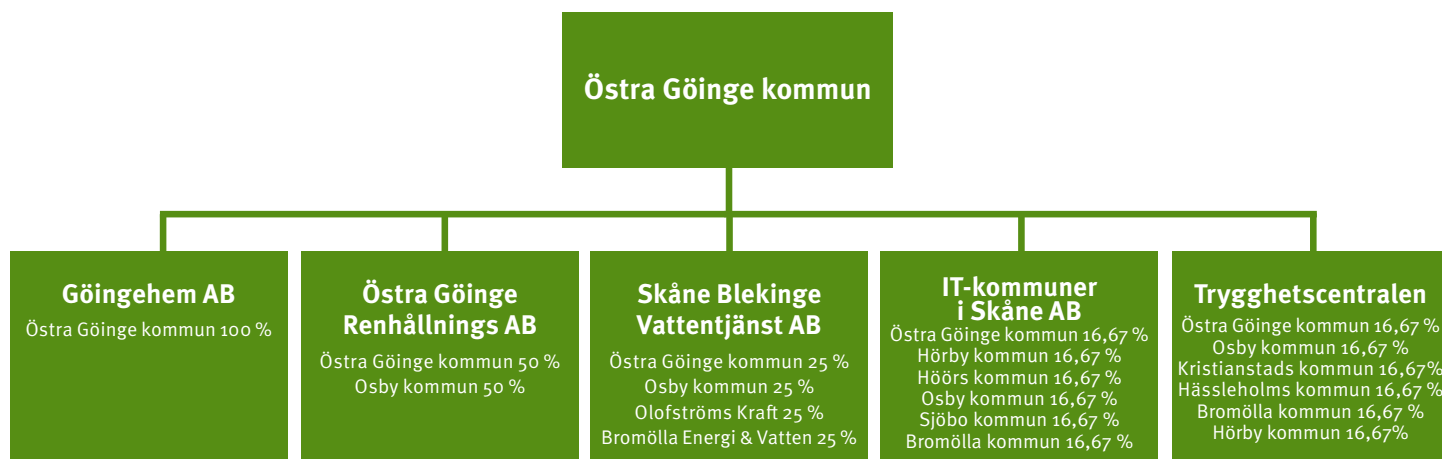 Östra Göinge kommun
Göingehem AB
Östra Göinge kommun 100 %
Östra Göinge
Renhållnings AB
Östra Göinge kommun 50 %
Osby kommun 50 %
Skåne Blekinge
Vattentjänst AB
Östra Göinge kommun 25 %
Osby kommun 25 %
Olofströms Kraft 25 %
Bromölla Energi & Vatten 25 %
IT-kommuner
i Skåne AB
Östra Göinge kommun 16,67 %
Hörby kommun 16,67 %
Höörs kommun 16,67 %
Osby kommun 16,67 %
Sjöbo kommun 16,67 %
Bromölla kommun 16,67 %
Trygghetscentralen
Östra Göinge kommun 16,67 %
Osby kommun 16,67 %
Kristianstads kommun 16,67%
Hässleholms kommun 16,67 %
Bromölla kommun 16,67 %
Hörby kommun 16,67%